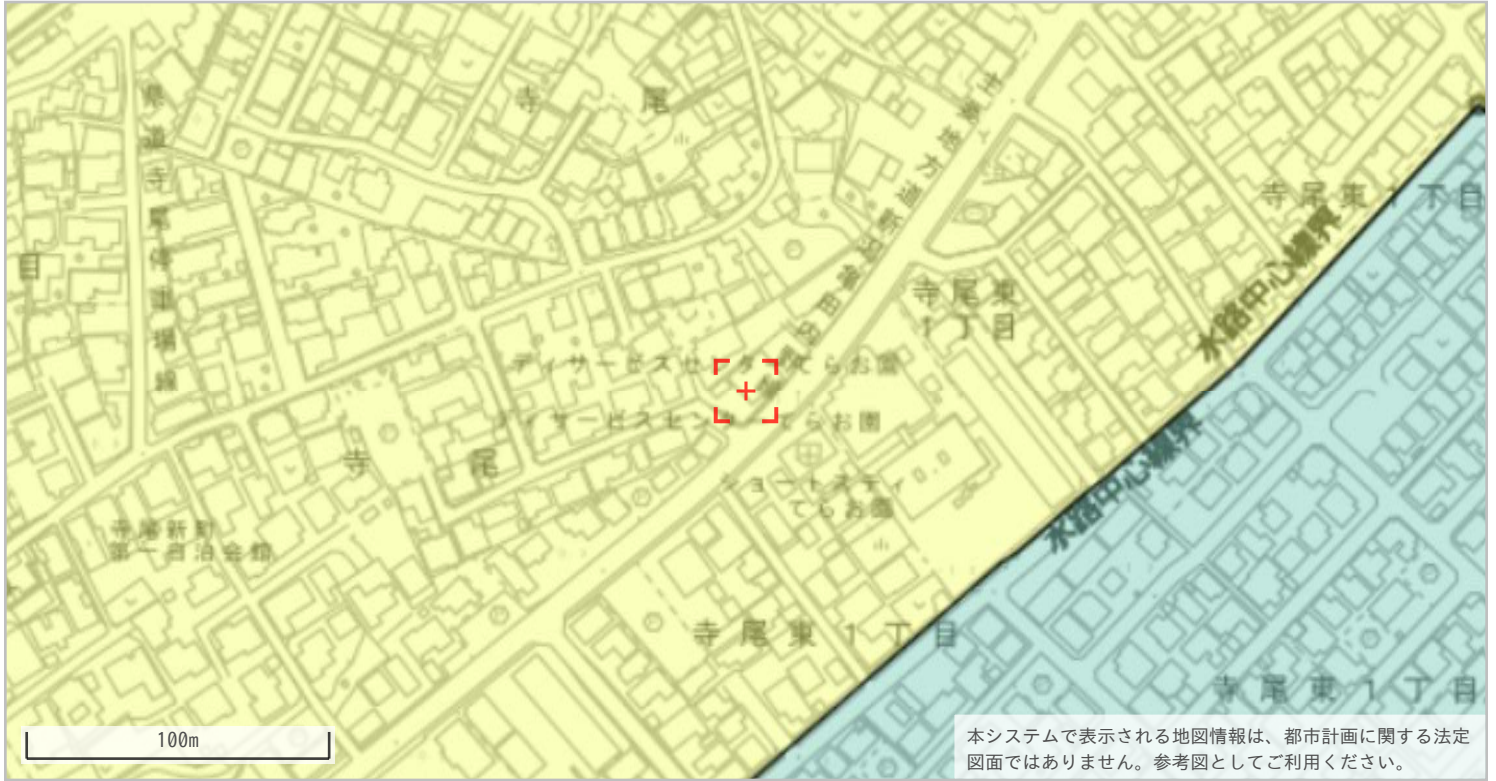 寺尾
県道寺尾停車場線
寺尾東1丁目
目
水路中心線界
寺尾東
1丁目
デイサービスセンターてらお園
デイサービスセンターてらお園
寺尾
ショートステイ
てらお園
0.0
水路中心線界
寺尾新町
第一自治会館
寺尾東1丁目
寺尾東1丁目
100m
本システムで表示される地図情報は、都市計画に関する法定
図面ではありません。参考図としてご利用ください。